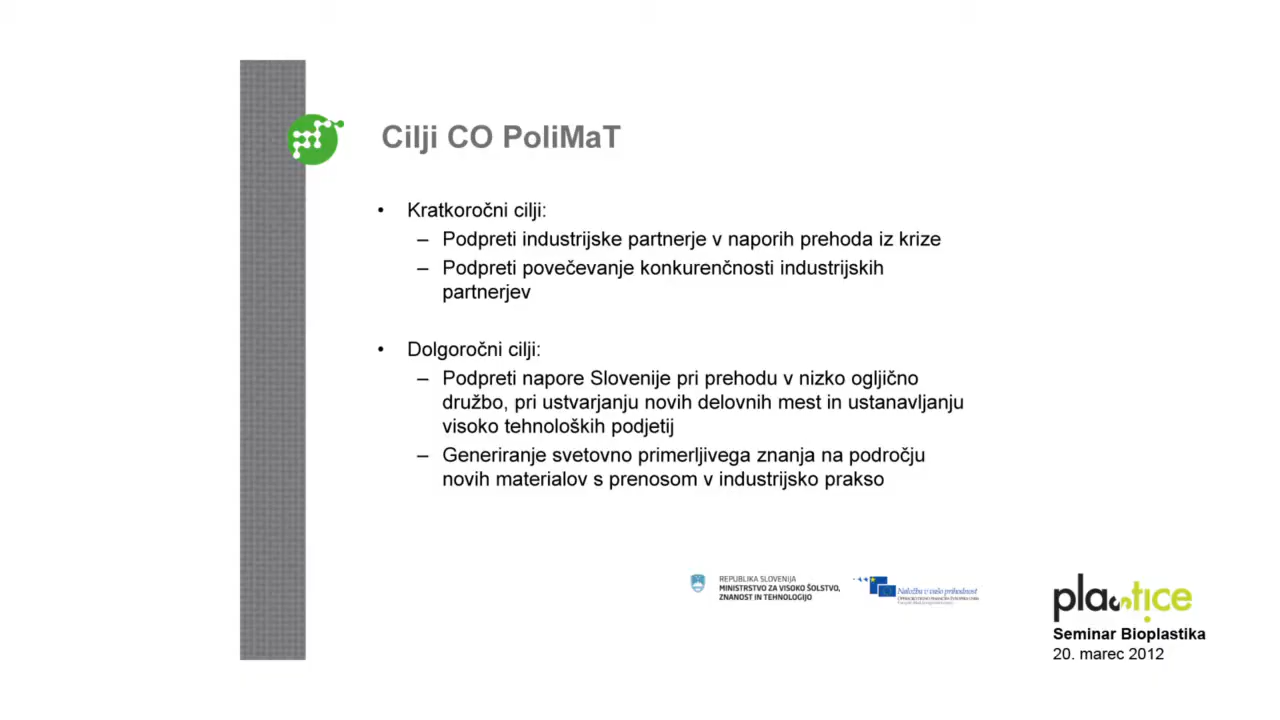 Cilji CO PoliMaT
• Kratkoročni cilji:
– Podpreti industrijske partnerje v naporih prehoda iz krize
– Podpreti povečevanje konkurenčnosti industrijskih
partnerjev
• Dolgoročni cilji:
– Podpreti napore Slovenije pri prehodu v nizko ogljično
družbo, pri ustvarjanju novih delovnih mest in ustanavljanju
visoko tehnoloških podjetij
– Generiranje svetovno primerljivega znanja na področju
novih materialov s prenosom v industrijsko prakso
REPUBLIKA SLOVENIJA
MINISTRSTVO ZA VISOKO ŠOLSTVO,
ZNANOST IN TEHNOLOGIJO
Naložba v vašo prihodnost
plastice
Seminar Bioplastika
20. marec 2012